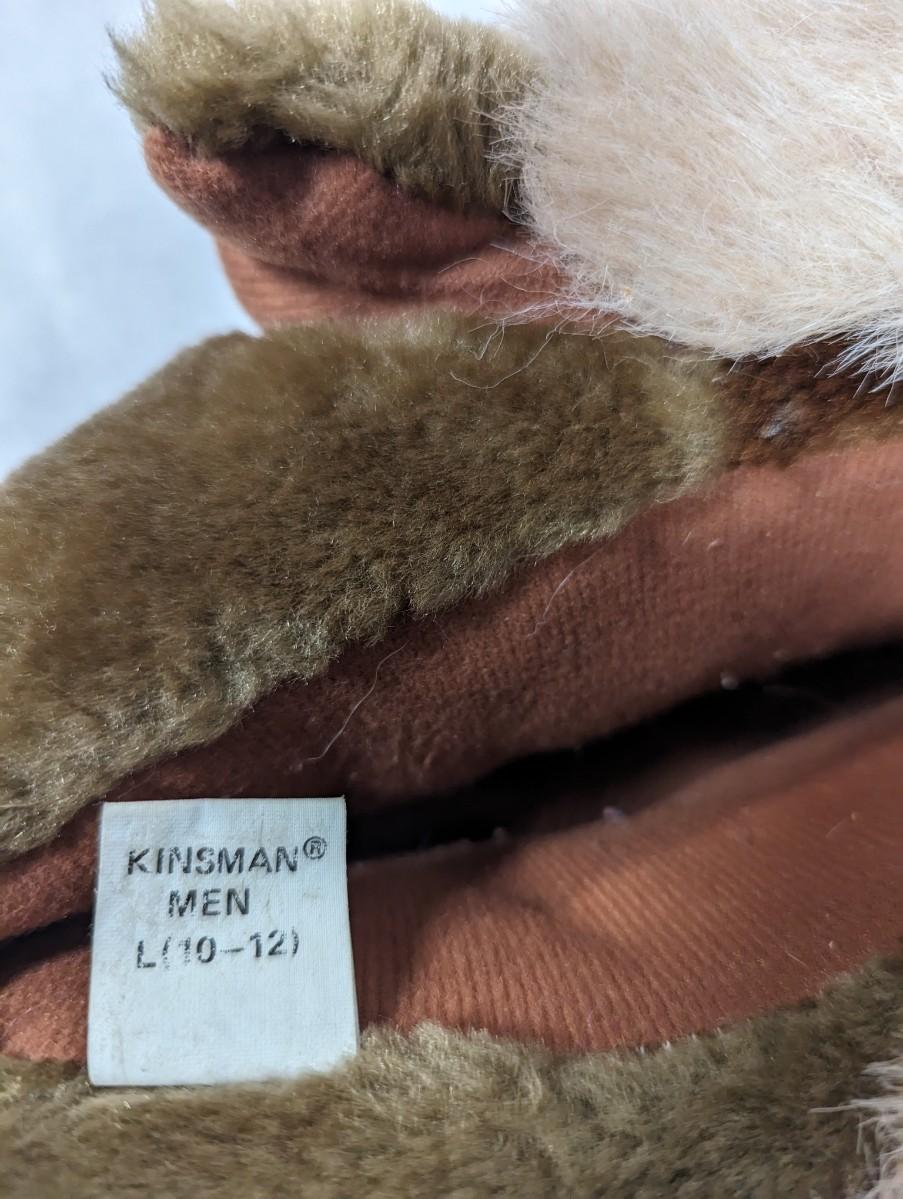 KINSMAN®
MEN
L(10-12)